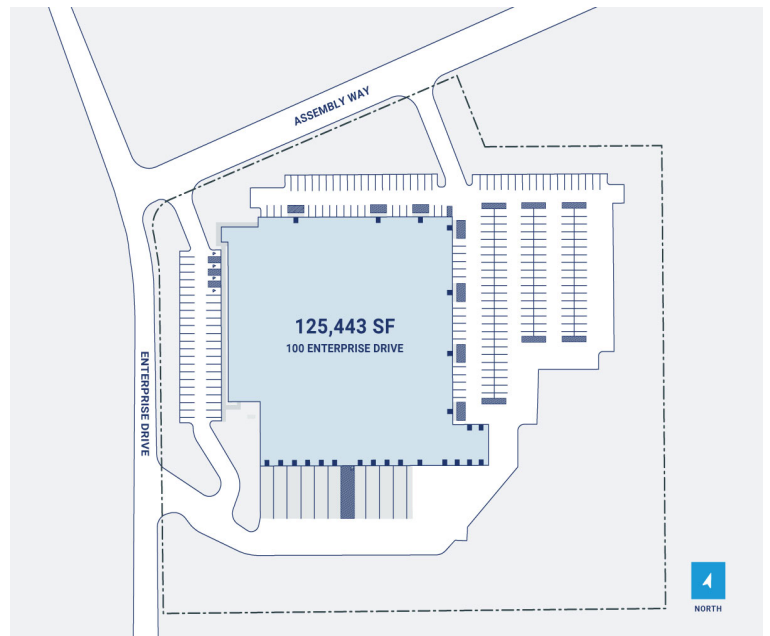 ASSEMBLY WAY
125,443 SF
100 ENTERPRISE DRIVE
ENTERPRISE DRIVE
NORTH